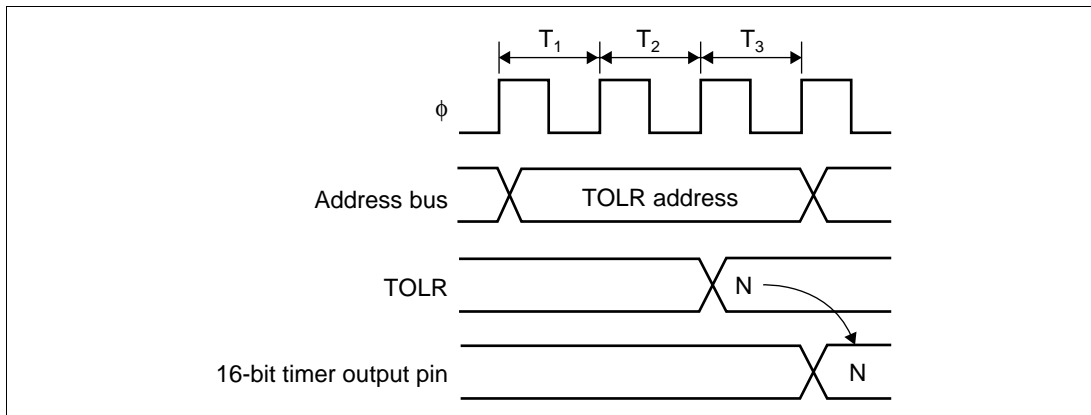 T₁ T₂ T₃
φ
Address bus TOLR address
TOLR N
16-bit timer output pin N